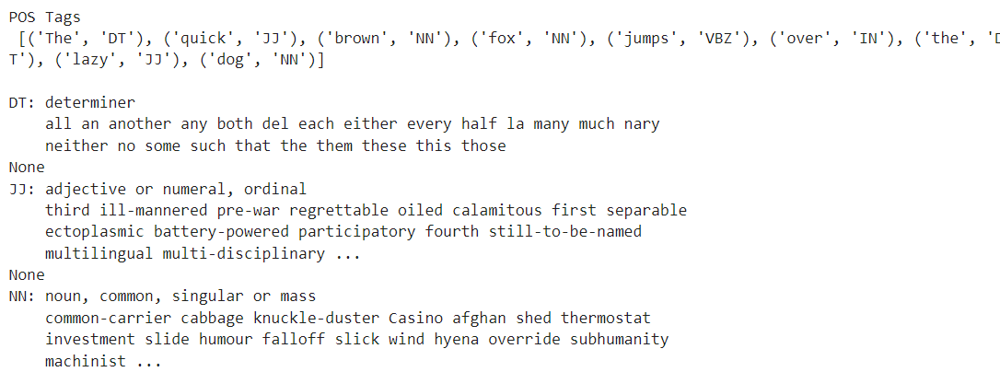 POS Tags
[('The', 'DT'), ('quick', 'JJ'), ('brown', 'NN'), ('fox', 'NN'), ('jumps', 'VBZ'), ('over', 'IN'), ('the', 'D
T'), ('lazy', 'JJ'), ('dog', 'NN')]
DT: determiner
all an another any both del each either every half la many much nary
neither no some such that the them these this those
None
JJ: adjective or numeral, ordinal
third ill-mannered pre-war regrettable oiled calamitous first separable
ectoplasmic battery-powered participatory fourth still-to-be-named
multilingual multi-disciplinary ...
None
NN: noun, common, singular or mass
common-carrier cabbage knuckle-duster Casino afghan shed thermostat
investment slide humour falloff slick wind hyena override subhumanity
machinist ...